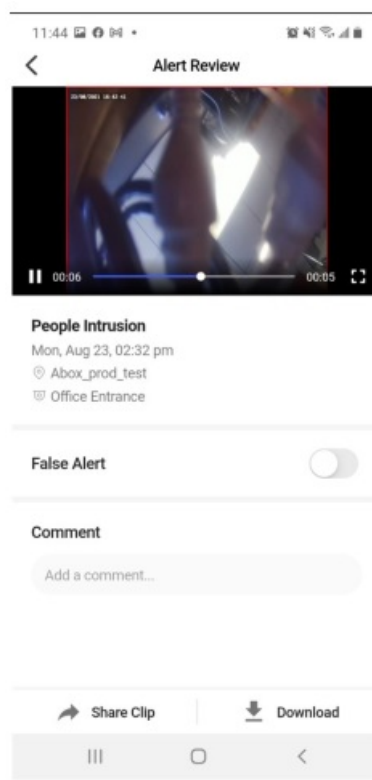 11:44
Alert Review
00:06
00:05
People Intrusion
Mon, Aug 23, 02:32 pm
Abox_prod_test
Office Entrance
False Alert
Comment
Add a comment...
Share Clip
Download